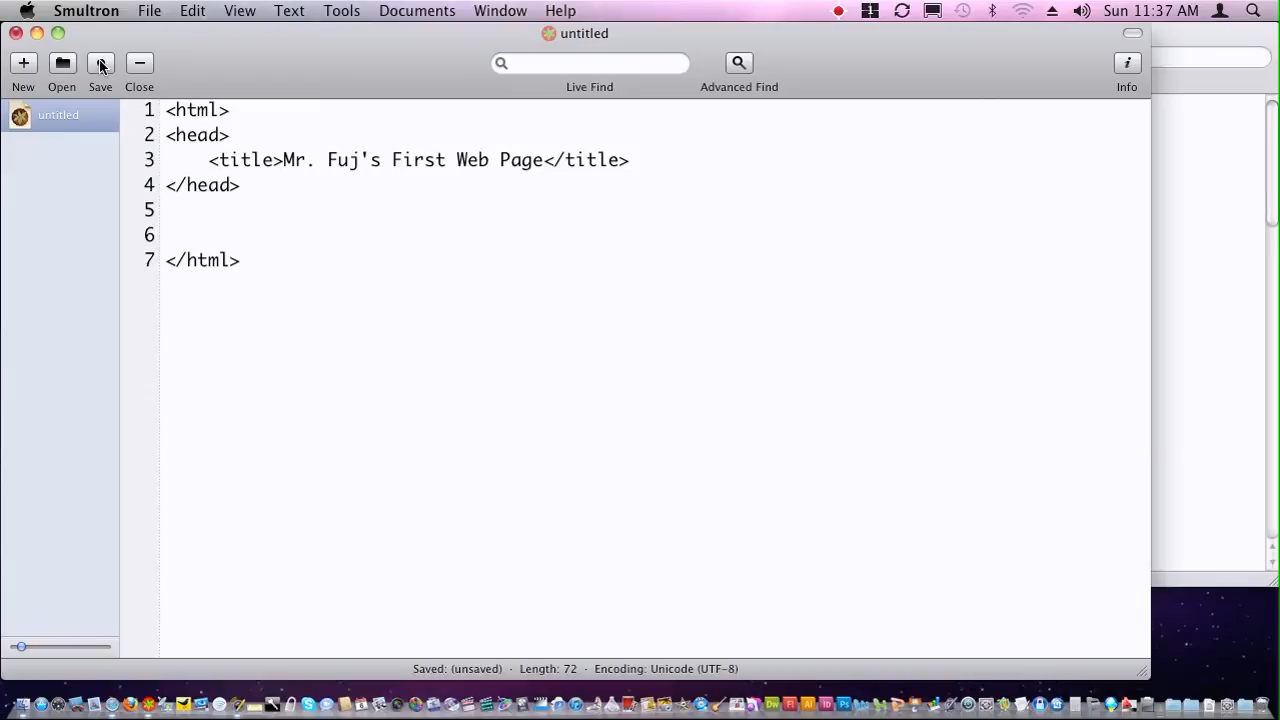 Smultron File Edit View Text Tools Documents Window Help Sun 11:37 AM
untitled
New Open Save Close Live Find Advanced Find Info
untitled
1 <html>
2 <head>
3 <title>Mr. Fuj's First Web Page</title>
4 </head>
5
6
7 </html>
Saved: (unsaved) · Length: 72 · Encoding: Unicode (UTF-8)